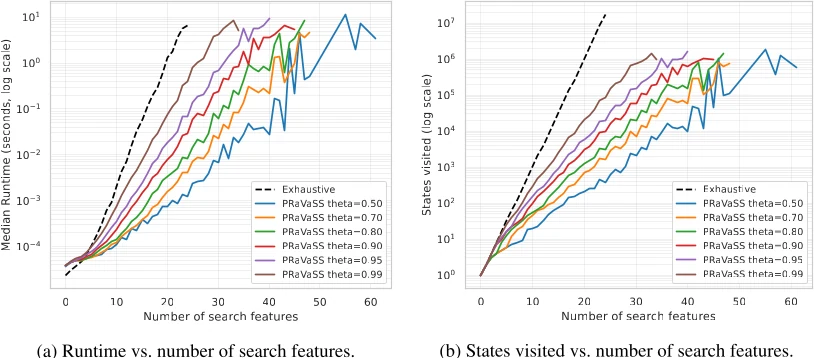 10¹
10⁰
10⁻¹
10⁻²
10⁻³
10⁻⁴
Median Runtime (seconds, log scale)
Exhaustive
PRaVaSS theta=0.50
PRaVaSS theta=0.70
PRaVaSS theta=0.80
PRaVaSS theta=0.90
PRaVaSS theta=0.95
PRaVaSS theta=0.99
0 10 20 30 40 50 60
Number of search features
(a) Runtime vs. number of search features.
10⁷
10⁶
10⁵
10⁴
10³
10²
10¹
10⁰
States visited (log scale)
Exhaustive
PRaVaSS theta=0.50
PRaVaSS theta=0.70
PRaVaSS theta=0.80
PRaVaSS theta=0.90
PRaVaSS theta=0.95
PRaVaSS theta=0.99
0 10 20 30 40 50 60
Number of search features
(b) States visited vs. number of search features.